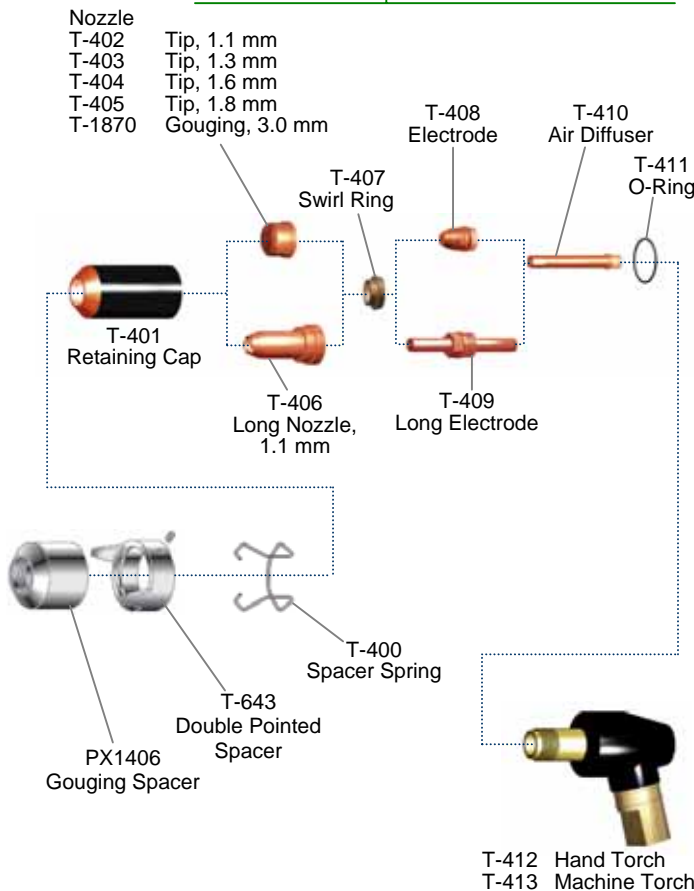 Nozzle
T-402 Tip, 1.1 mm
T-403 Tip, 1.3 mm
T-404 Tip, 1.6 mm
T-405 Tip, 1.8 mm
T-1870 Gouging, 3.0 mm
T-408
Electrode
T-410
Air Diffuser
T-411
O-Ring
T-407
Swirl Ring
T-401
Retaining Cap
T-406
Long Nozzle,
1.1 mm
T-409
Long Electrode
T-400
Spacer Spring
T-643
Double Pointed
Spacer
PX1406
Gouging Spacer
T-412 Hand Torch
T-413 Machine Torch